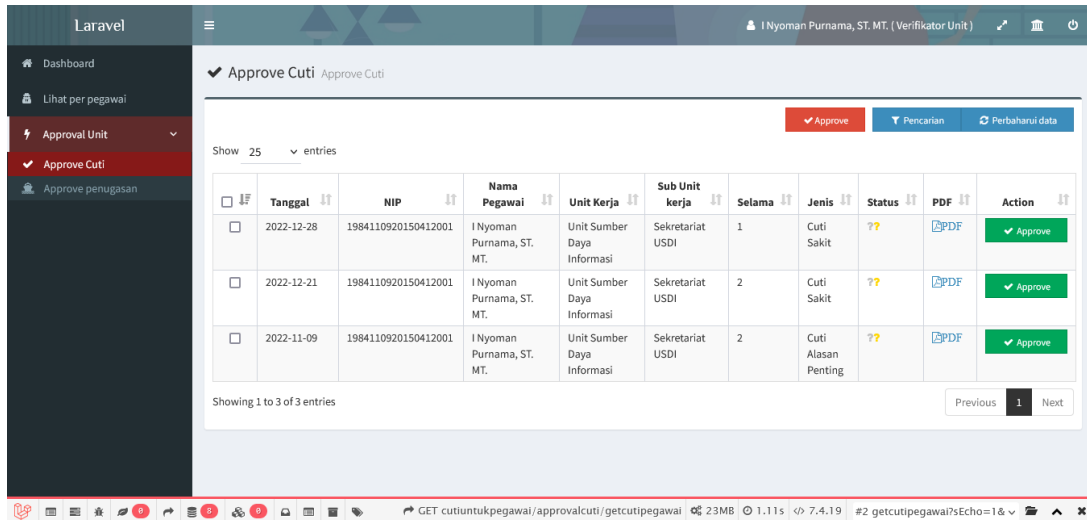 Laravel
I Nyoman Purnama, ST. MT. ( Verifikator Unit )
Dashboard
Lihat per pegawai
Approval Unit
Approve Cuti
Approve penugasan
Approve Cuti Approve Cuti
Approve Pencarian Perbaharui data
Show 25 entries
Tanggal NIP Nama Pegawai Unit Kerja Sub Unit kerja Selama Jenis Status PDF Action
2022-12-28 1984110920150412001 I Nyoman Purnama, ST. MT. Unit Sumber Daya Informasi Sekretariat USDI 1 Cuti Sakit ?? PDF Approve
2022-12-21 1984110920150412001 I Nyoman Purnama, ST. MT. Unit Sumber Daya Informasi Sekretariat USDI 2 Cuti Sakit ?? PDF Approve
2022-11-09 1984110920150412001 I Nyoman Purnama, ST. MT. Unit Sumber Daya Informasi Sekretariat USDI 2 Cuti Alasan Penting ?? PDF Approve
Showing 1 to 3 of 3 entries
Previous 1 Next
0 8 0 GET cutiuntukpegawai/approvalcuti/getcutipegawai 23MB 1.11s 7.4.19 #2 getcutipegawai?sEcho=1&